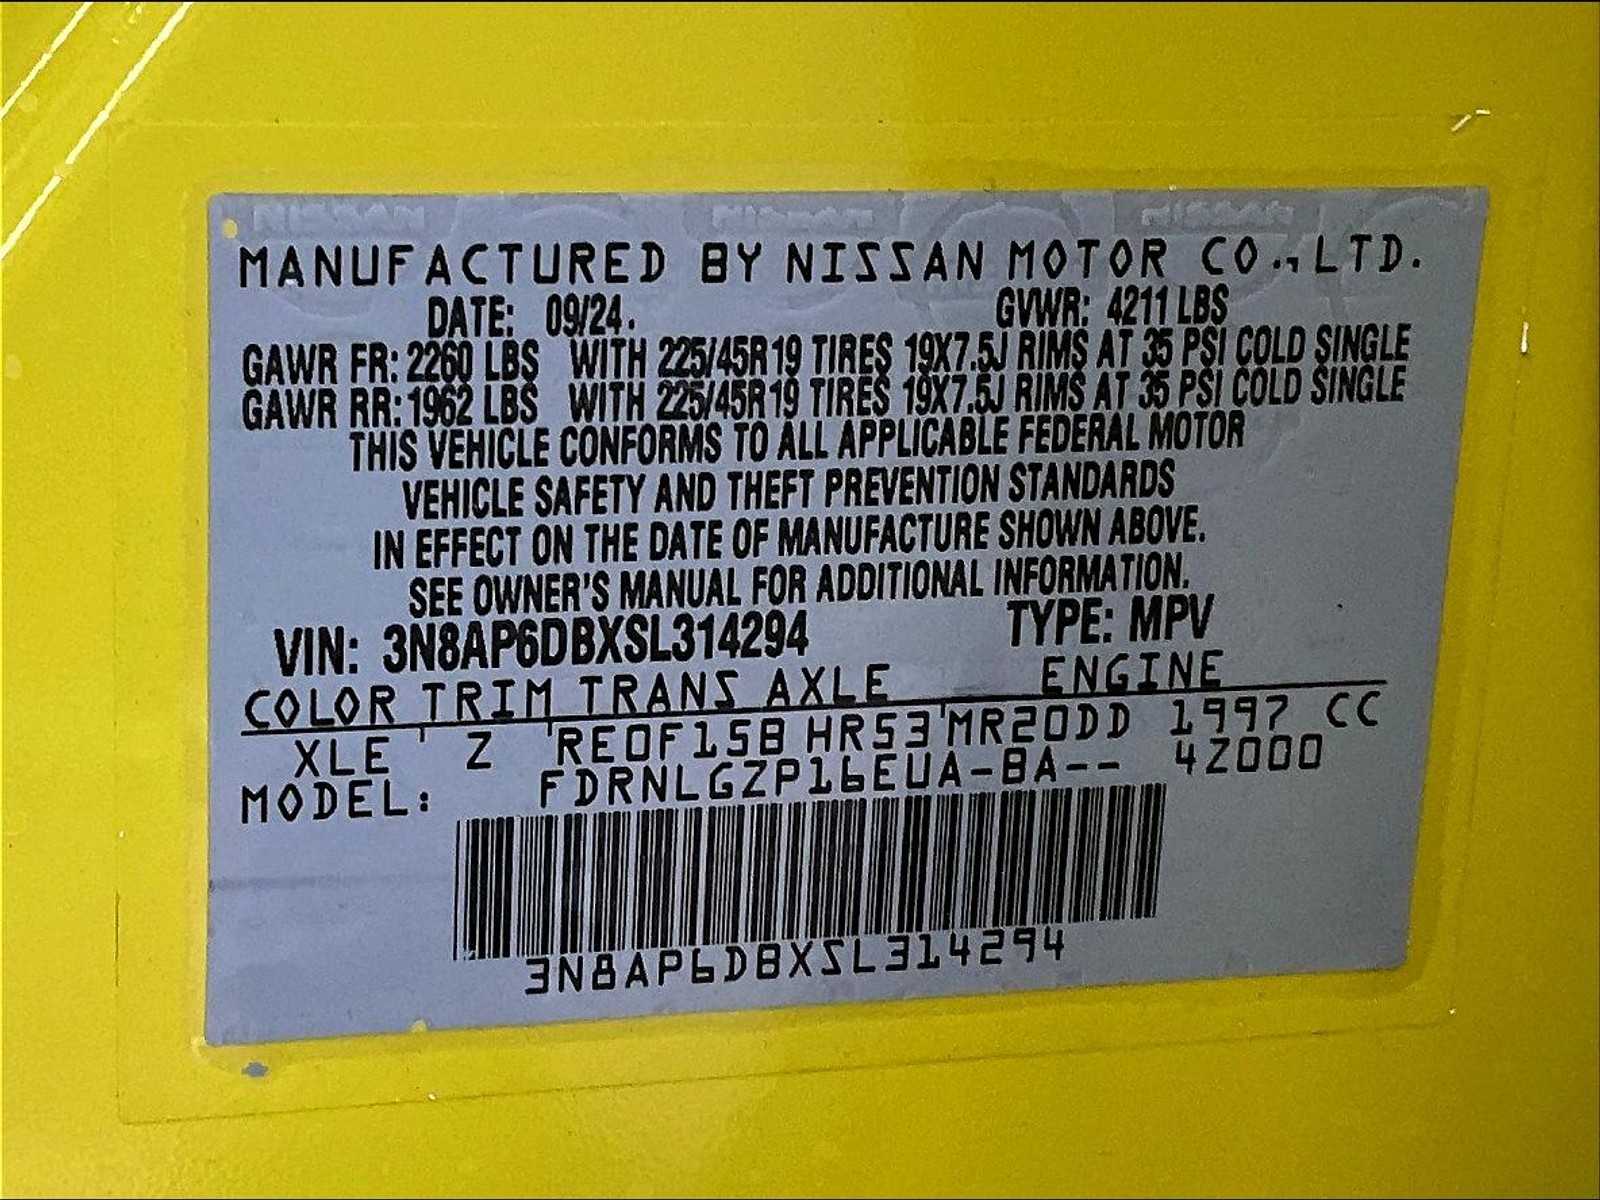 NISSAN NISSAN NISSAN
MANUFACTURED BY NISSAN MOTOR CO., LTD.
DATE: 09/24. GVWR: 4211 LBS
GAWR FR: 2260 LBS WITH 225/45R19 TIRES 19X7.5J RIMS AT 35 PSI COLD SINGLE
GAWR RR: 1962 LBS WITH 225/45R19 TIRES 19X7.5J RIMS AT 35 PSI COLD SINGLE
THIS VEHICLE CONFORMS TO ALL APPLICABLE FEDERAL MOTOR
VEHICLE SAFETY AND THEFT PREVENTION STANDARDS
IN EFFECT ON THE DATE OF MANUFACTURE SHOWN ABOVE.
SEE OWNER'S MANUAL FOR ADDITIONAL INFORMATION.
VIN: 3N8AP6DBXSL314294 TYPE: MPV
COLOR TRIM TRANS AXLE ENGINE
XLE Z RE0F15B HR53 MR20DD 1997 CC
MODEL: FDRNLGZP16EUA-BA-- 4Z000
3N8AP6DBXSL314294